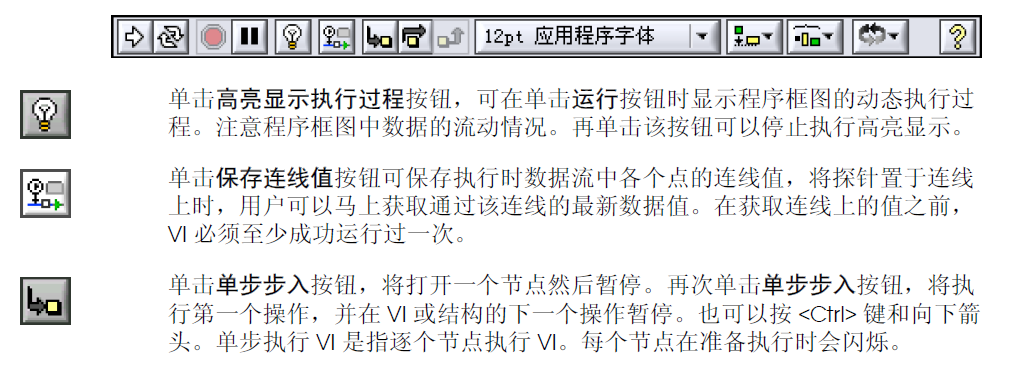 12pt 应用程序字体
单击高亮显示执行过程按钮，可在单击运行按钮时显示程序框图的动态执行过
程。注意程序框图中数据的流动情况。再单击该按钮可以停止执行高亮显示。
单击保存连线值按钮可保存执行时数据流中各个点的连线值，将探针置于连线
上时，用户可以马上获取通过该连线的最新数据值。在获取连线上的值之前，
VI 必须至少成功运行过一次。
单击单步步入按钮，将打开一个节点然后暂停。再次单击单步步入按钮，将执
行第一个操作，并在 VI 或结构的下一个操作暂停。也可以按 <Ctrl> 键和向下箭
头。单步执行 VI 是指逐个节点执行 VI。每个节点在准备执行时会闪烁。